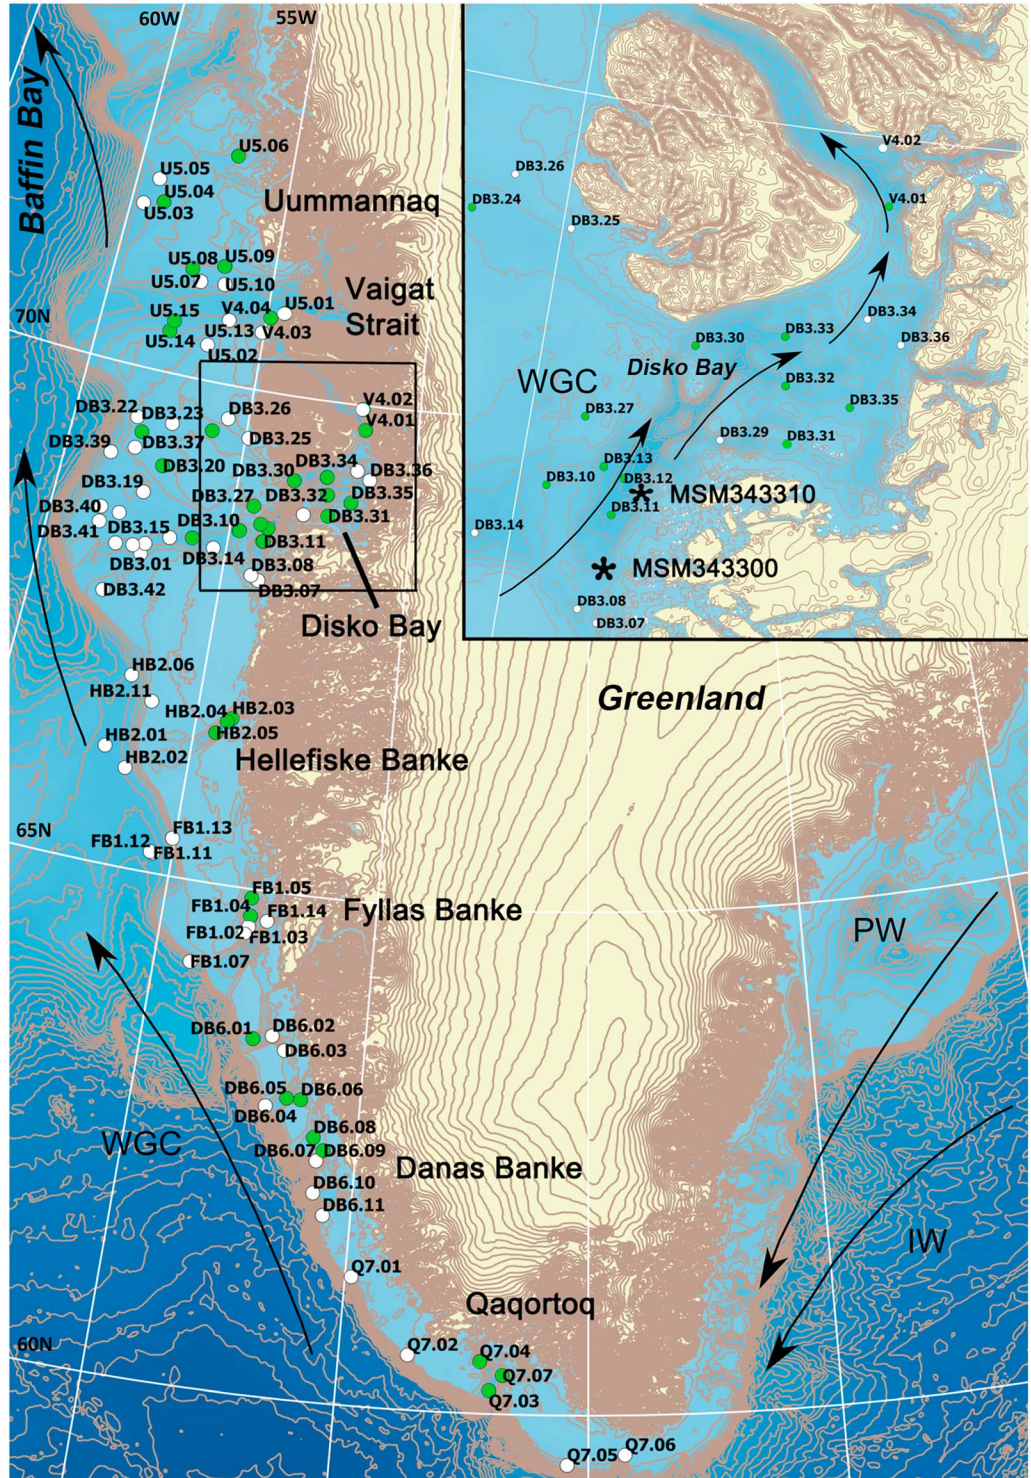 60W
55W
Baffin Bay
U5.06
U5.05
U5.04
U5.03
Uummannaq
U5.08
U5.09
U5.07
U5.10
Vaigat
Strait
70N
V4.04
U5.01
U5.15
U5.13
V4.03
U5.14
U5.02
DB3.22
DB3.23
DB3.26
V4.02
V4.01
DB3.39
DB3.37
DB3.25
DB3.20
DB3.30
DB3.34
DB3.36
DB3.19
DB3.27
DB3.32
DB3.35
DB3.40
DB3.41
DB3.15
DB3.10
DB3.31
DB3.11
DB3.01
DB3.14
DB3.08
DB3.42
DB3.07
Disko Bay
HB2.06
HB2.11
HB2.04
HB2.03
HB2.05
HB2.01
HB2.02
Hellefiske Banke
65N
FB1.13
FB1.12
FB1.11
FB1.05
FB1.04
FB1.14
FB1.02
FB1.03
FB1.07
Fyllas Banke
DB6.01
DB6.02
DB6.03
DB6.05
DB6.06
DB6.04
DB6.08
DB6.07
DB6.09
WGC
Danas Banke
DB6.10
DB6.11
Q7.01
Qaqortoq
60N
Q7.02
Q7.04
Q7.07
Q7.03
Q7.05
Q7.06
Greenland
PW
IW
V4.02
DB3.26
DB3.24
V4.01
DB3.25
DB3.34
DB3.33
DB3.30
DB3.36
Disko Bay
WGC
DB3.32
DB3.27
DB3.35
DB3.29
DB3.31
DB3.13
DB3.10
DB3.12
MSM343310
DB3.11
DB3.14
MSM343300
DB3.08
DB3.07